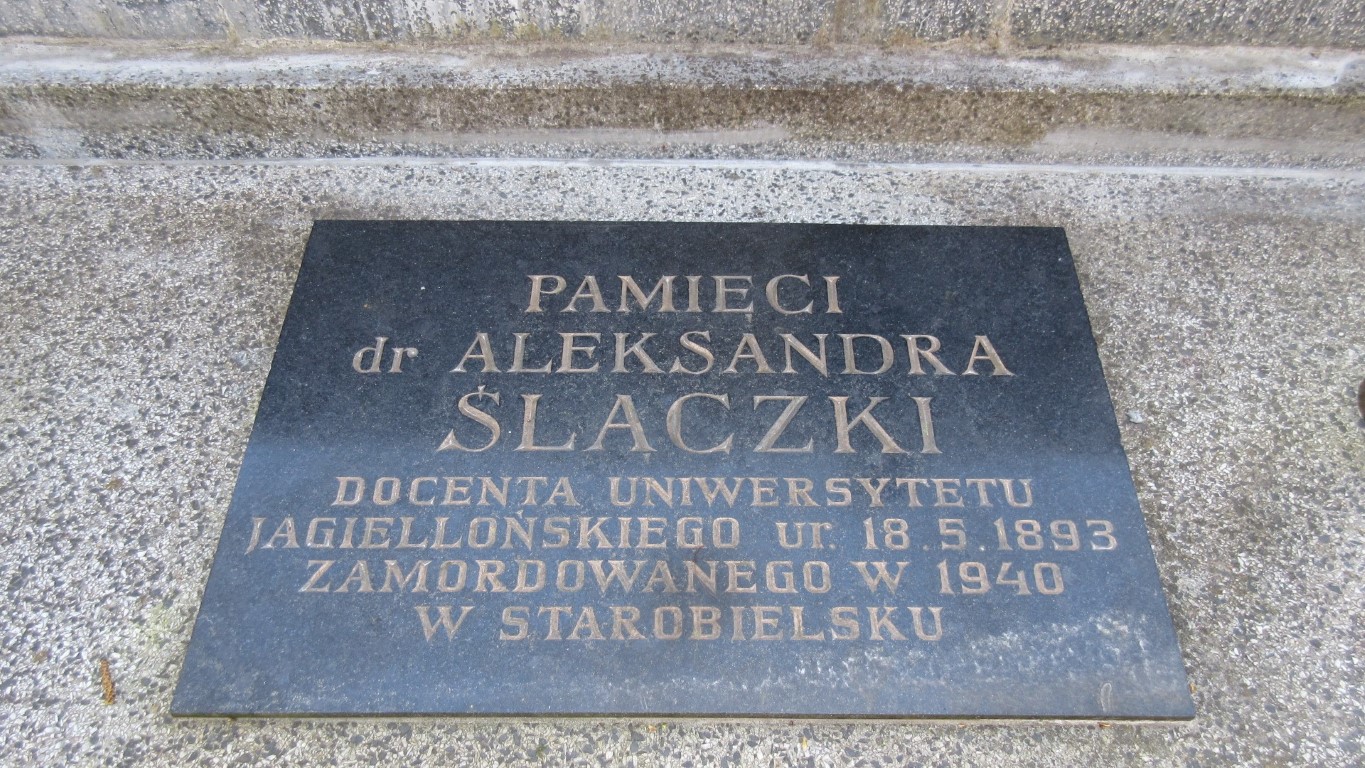 PAMIĘCI
dr ALEKSANDRA
ŚLĄCZKI
DOCENTA UNIWERSYTETU
JAGIELLOŃSKIEGO ur. 18.5.1893
ZAMORDOWANEGO W 1940
W STAROBIELSKU